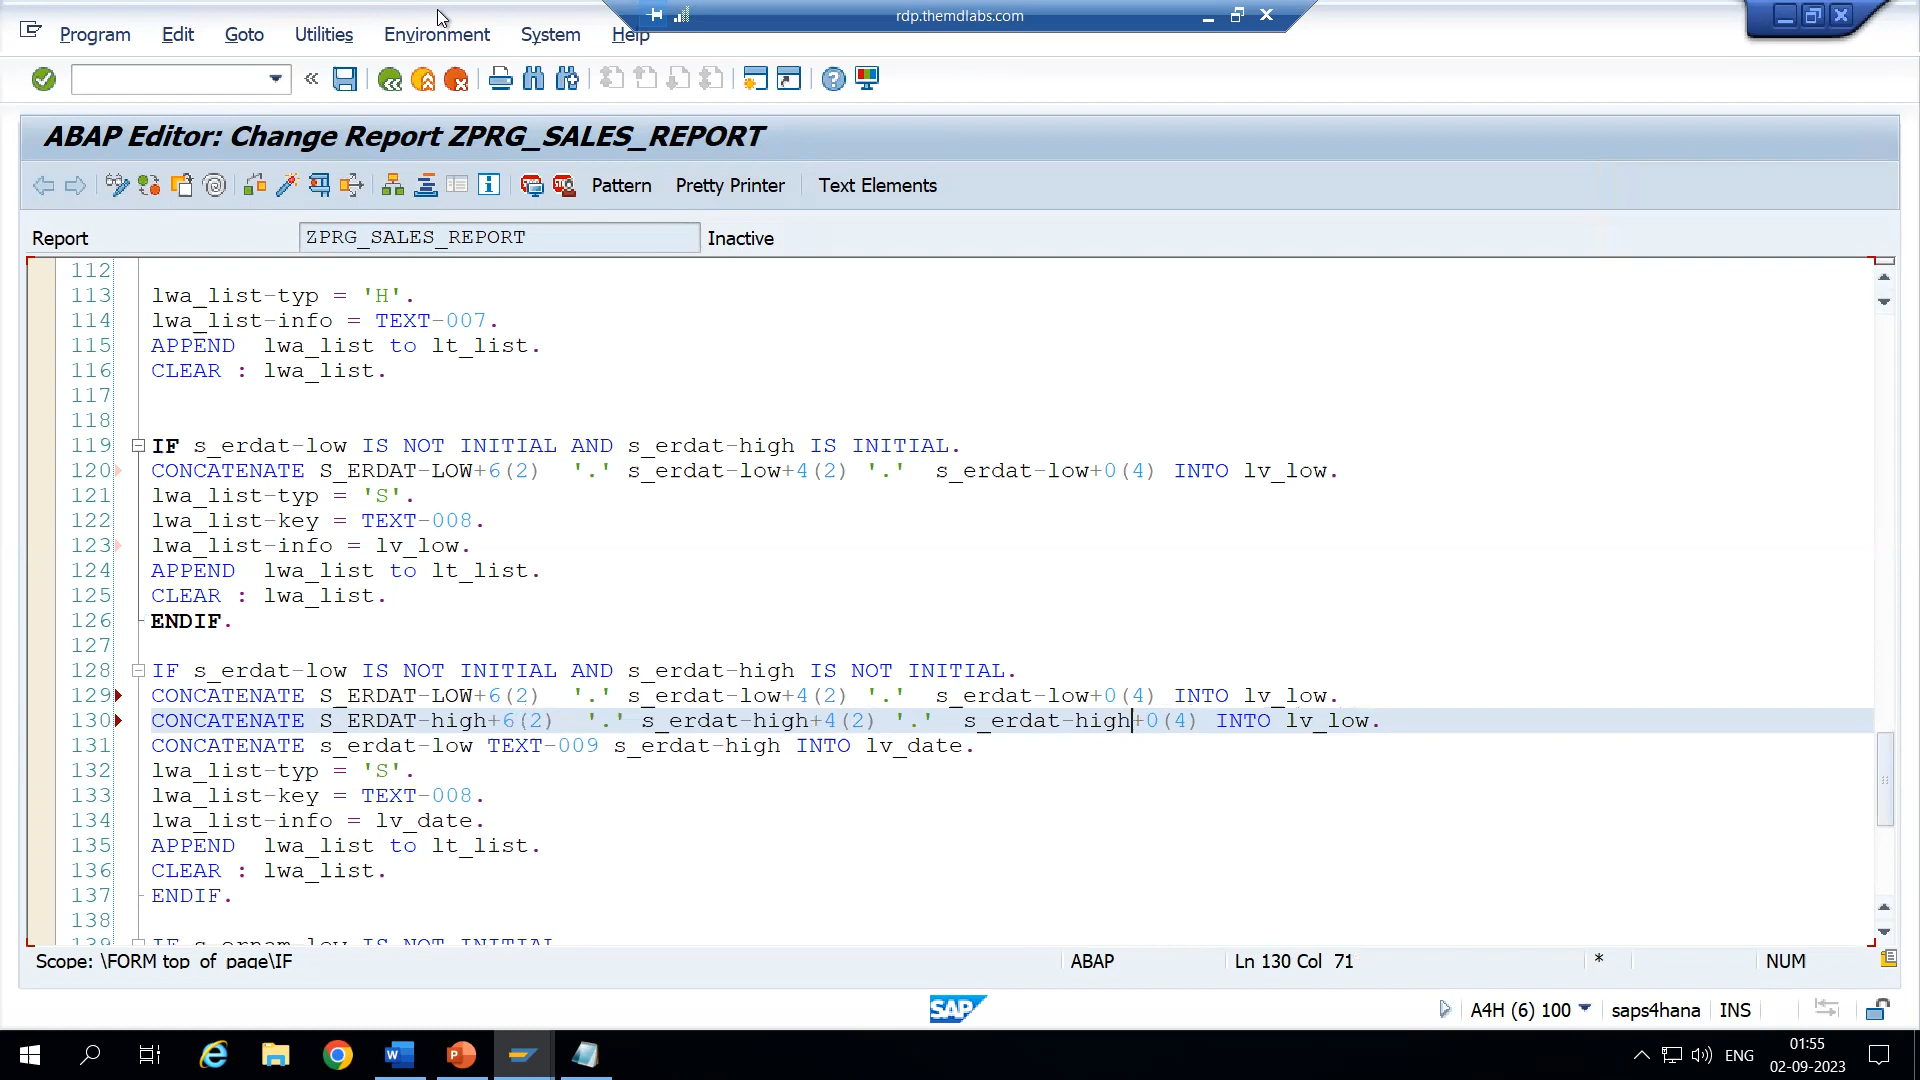 rdp.themdlabs.com
Program Edit Goto Utilities Environment System Help
ABAP Editor: Change Report ZPRG_SALES_REPORT
Pattern Pretty Printer Text Elements
Report ZPRG_SALES_REPORT Inactive
112
113 lwa_list-typ = 'H'.
114 lwa_list-info = TEXT-007.
115 APPEND lwa_list to lt_list.
116 CLEAR : lwa_list.
117
118
119 IF s_erdat-low IS NOT INITIAL AND s_erdat-high IS INITIAL.
120 CONCATENATE S_ERDAT-LOW+6(2) '.' s_erdat-low+4(2) '.' s_erdat-low+0(4) INTO lv_low.
121 lwa_list-typ = 'S'.
122 lwa_list-key = TEXT-008.
123 lwa_list-info = lv_low.
124 APPEND lwa_list to lt_list.
125 CLEAR : lwa_list.
126 ENDIF.
127
128 IF s_erdat-low IS NOT INITIAL AND s_erdat-high IS NOT INITIAL.
129 CONCATENATE S_ERDAT-LOW+6(2) '.' s_erdat-low+4(2) '.' s_erdat-low+0(4) INTO lv_low.
130 CONCATENATE S_ERDAT-high+6(2) '.' s_erdat-high+4(2) '.' s_erdat-high+0(4) INTO lv_low.
131 CONCATENATE s_erdat-low TEXT-009 s_erdat-high INTO lv_date.
132 lwa_list-typ = 'S'.
133 lwa_list-key = TEXT-008.
134 lwa_list-info = lv_date.
135 APPEND lwa_list to lt_list.
136 CLEAR : lwa_list.
137 ENDIF.
138
139 IF s_ernam-low IS NOT INITIAL
Scope: \FORM top_of_page\IF ABAP Ln 130 Col 71 * NUM
SAP A4H (6) 100 saps4hana INS
ENG 01:55
02-09-2023